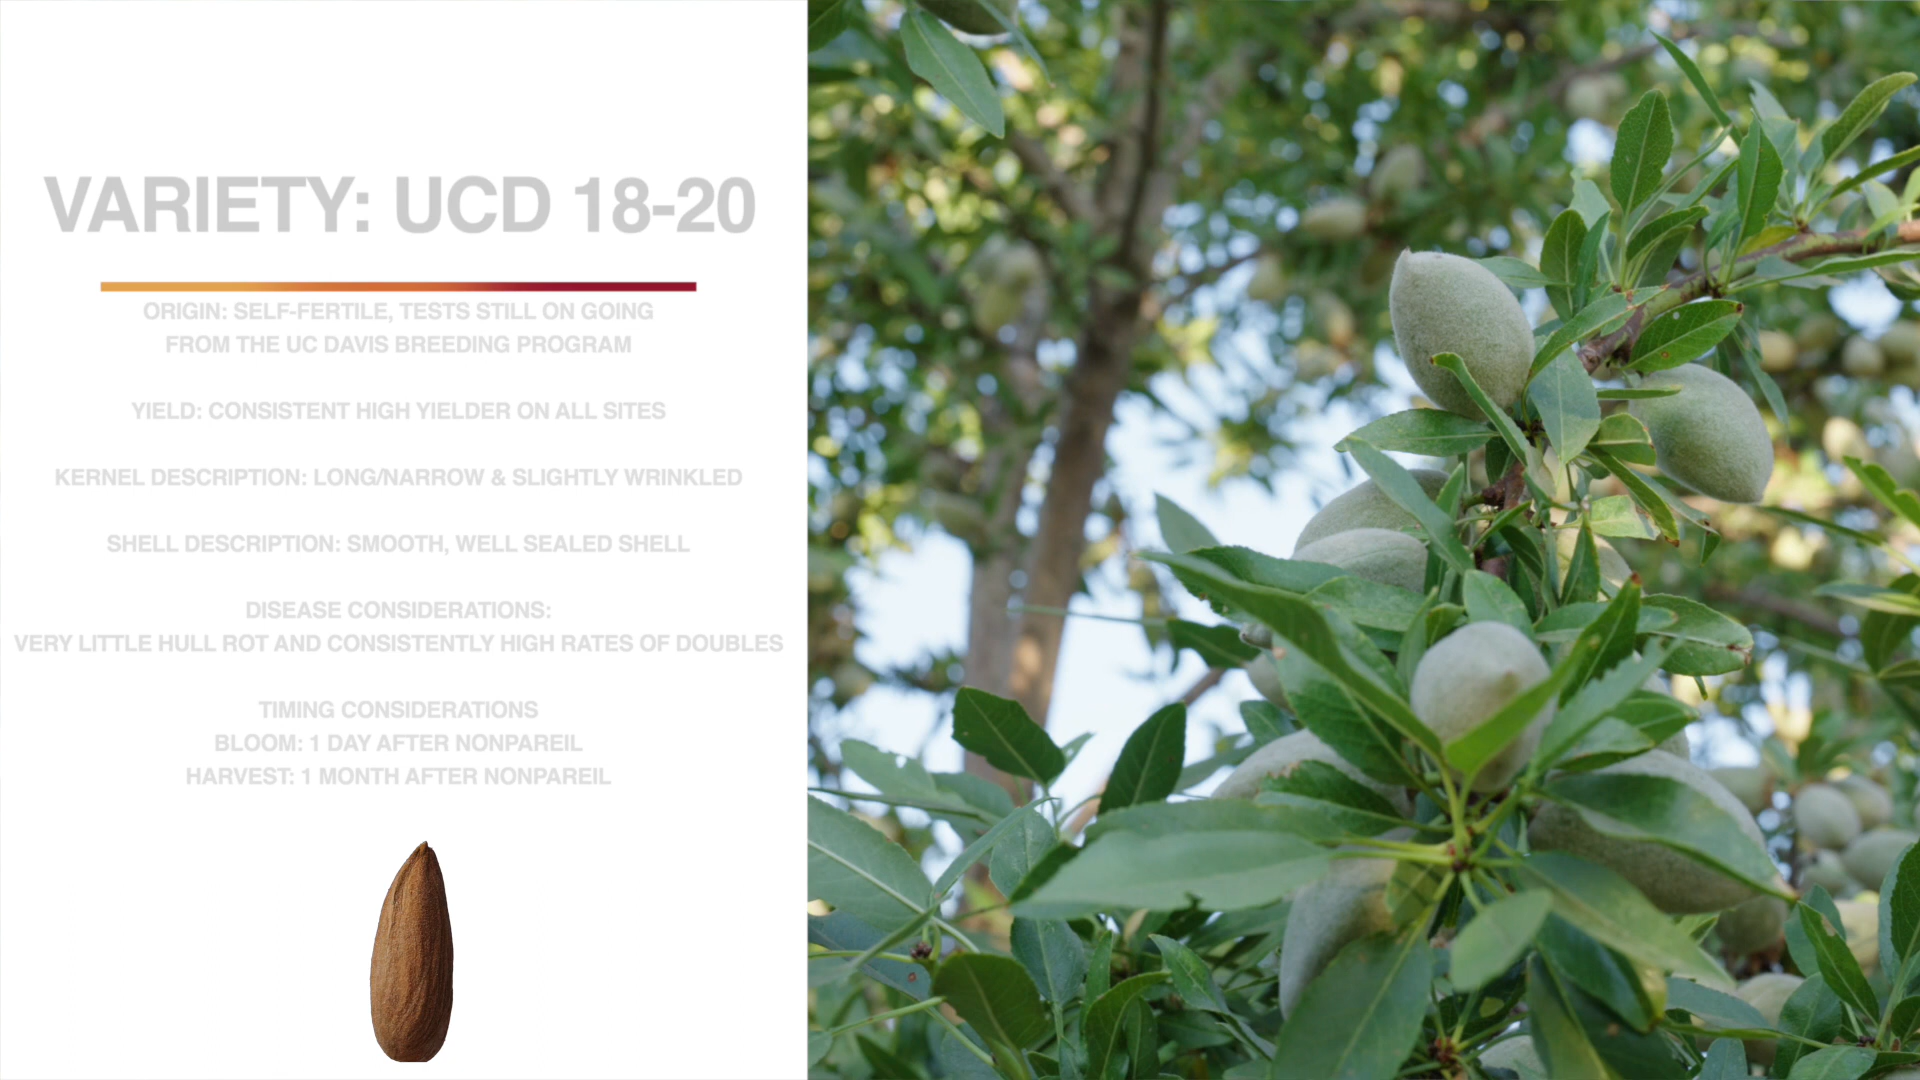 VARIETY: UCD 18-20
ORIGIN: SELF-FERTILE, TESTS STILL ON GOING
FROM THE UC DAVIS BREEDING PROGRAM
YIELD: CONSISTENT HIGH YIELDER ON ALL SITES
KERNEL DESCRIPTION: LONG/NARROW & SLIGHTLY WRINKLED
SHELL DESCRIPTION: SMOOTH, WELL SEALED SHELL
DISEASE CONSIDERATIONS:
VERY LITTLE HULL ROT AND CONSISTENTLY HIGH RATES OF DOUBLES
TIMING CONSIDERATIONS
BLOOM: 1 DAY AFTER NONPAREIL
HARVEST: 1 MONTH AFTER NONPAREIL